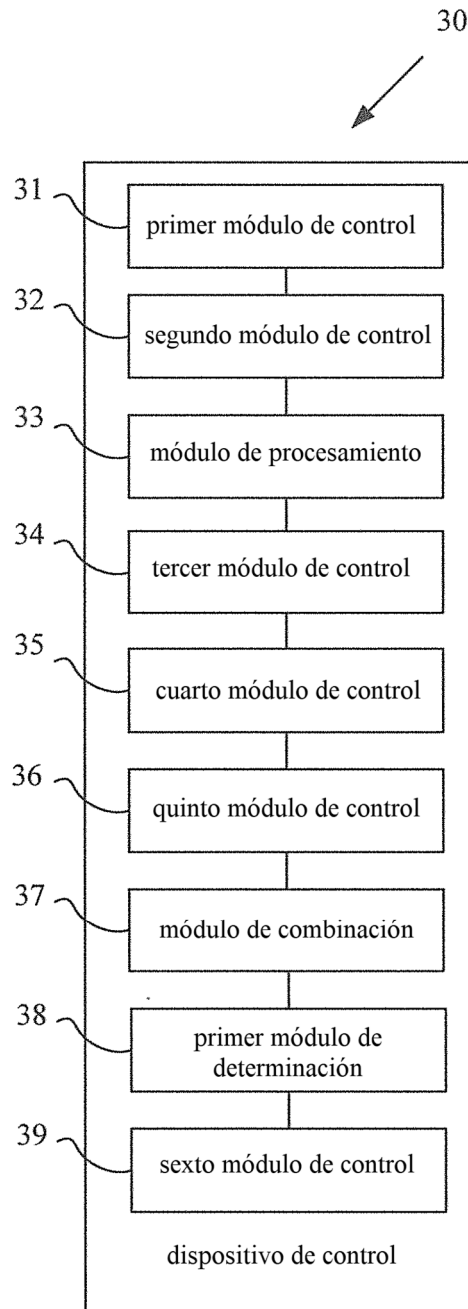 30
31
primer módulo de control
32
segundo módulo de control
33
módulo de procesamiento
34
tercer módulo de control
35
cuarto módulo de control
36
quinto módulo de control
37
módulo de combinación
38
primer módulo de
determinación
39
sexto módulo de control
dispositivo de control